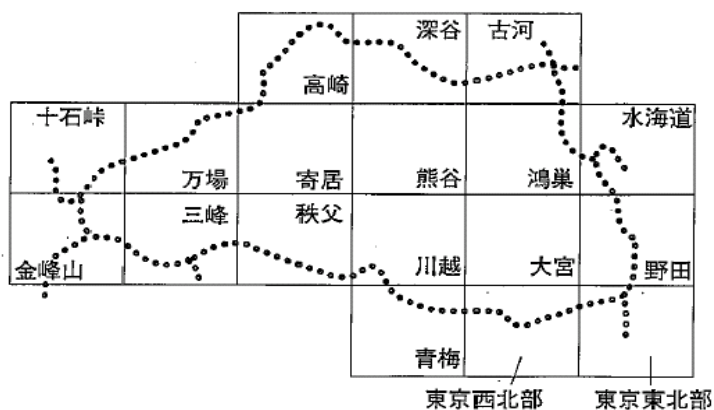 深谷 古河
高崎
十石峠 水海道
万場 寄居 熊谷 鴻巣
三峰 秩父
金峰山 川越 大宮 野田
青梅
東京西北部 東京東北部